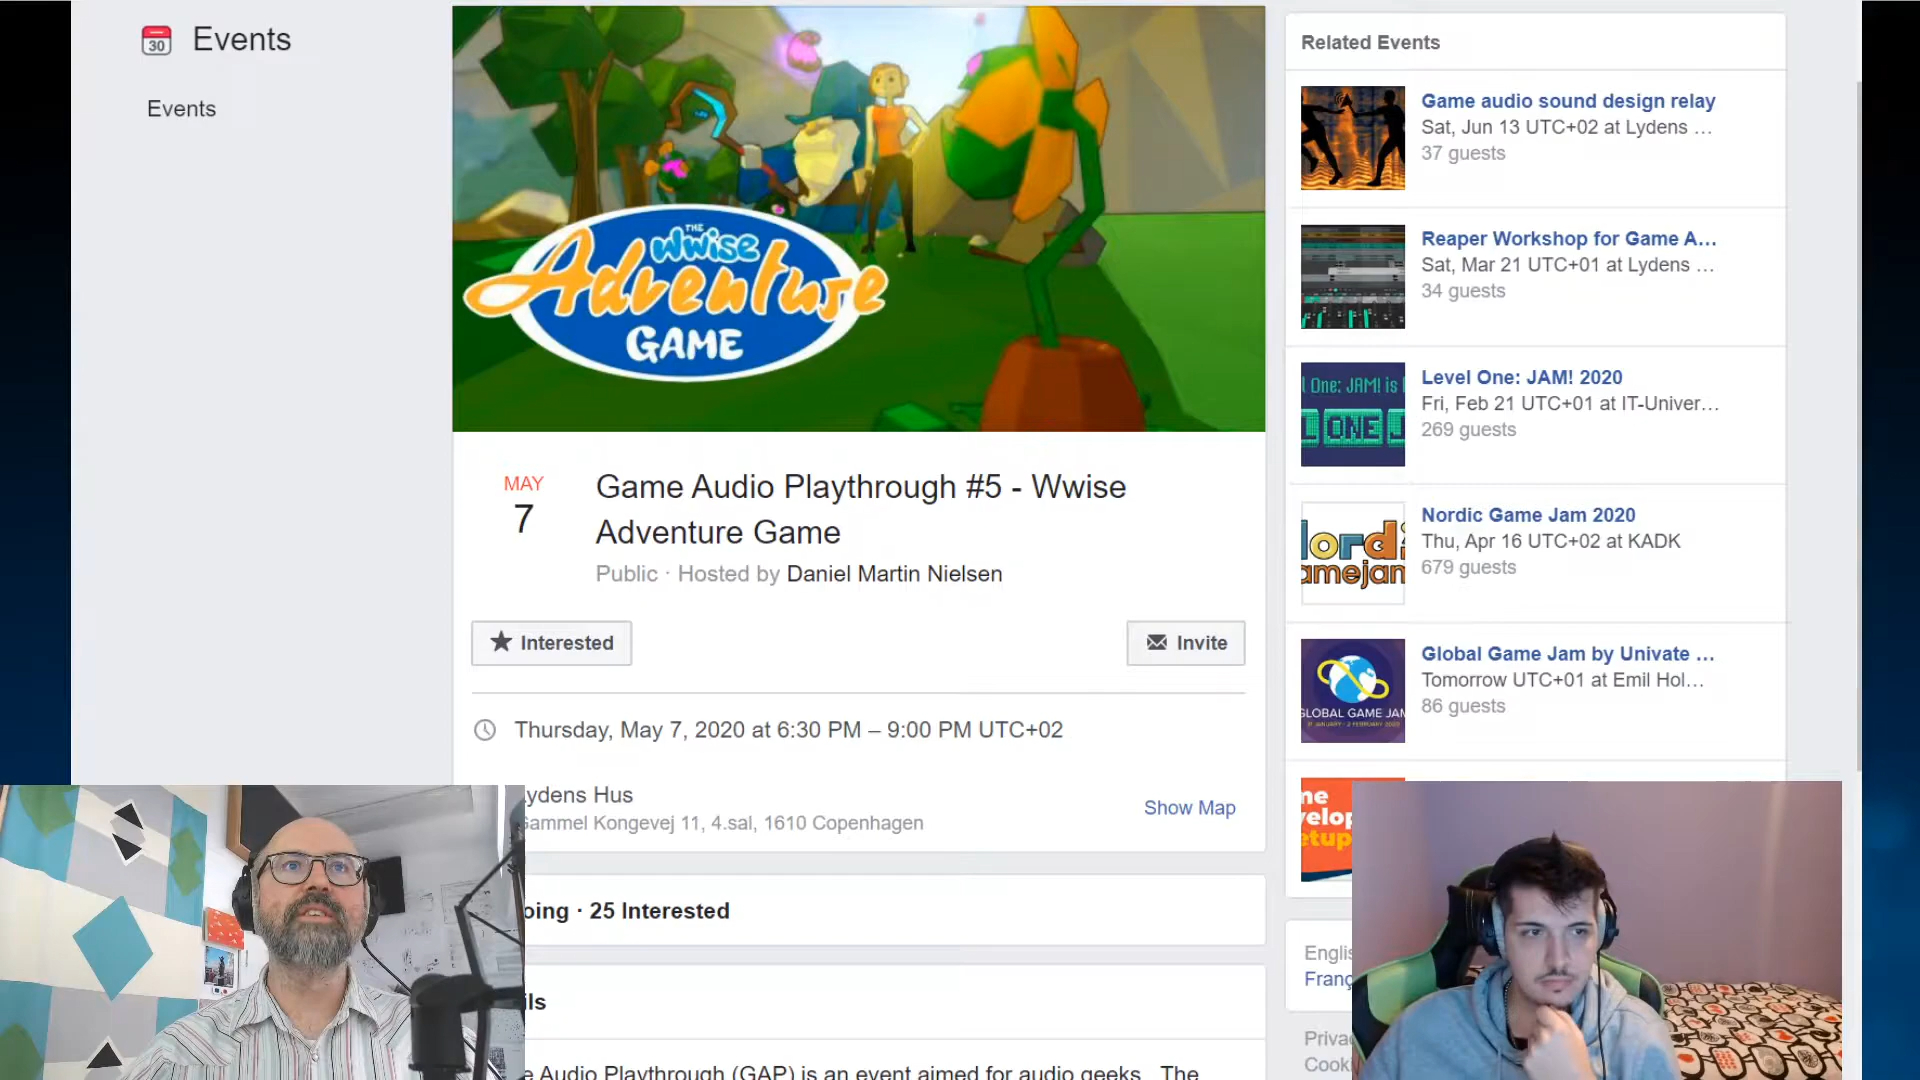 30
Events
Events
THE
Wwise
Adventure
GAME
MAY
7
Game Audio Playthrough #5 - Wwise
Adventure Game
Public · Hosted by Daniel Martin Nielsen
Interested
Invite
Thursday, May 7, 2020 at 6:30 PM – 9:00 PM UTC+02
ydens Hus
Gammel Kongevej 11, 4.sal, 1610 Copenhagen
Show Map
oing · 25 Interested
ils
e Audio Playthrough (GAP) is an event aimed for audio geeks. The
Related Events
Game audio sound design relay
Sat, Jun 13 UTC+02 at Lydens ...
37 guests
Reaper Workshop for Game A...
Sat, Mar 21 UTC+01 at Lydens ...
34 guests
l One: JAM! is
L ONE J
Level One: JAM! 2020
Fri, Feb 21 UTC+01 at IT-Univer...
269 guests
lordi
amejam
Nordic Game Jam 2020
Thu, Apr 16 UTC+02 at KADK
679 guests
GLOBAL GAME JAM
Global Game Jam by Univate ...
Tomorrow UTC+01 at Emil Hol...
86 guests
me
velop
etup
Englis
Franç
Priva
Cook